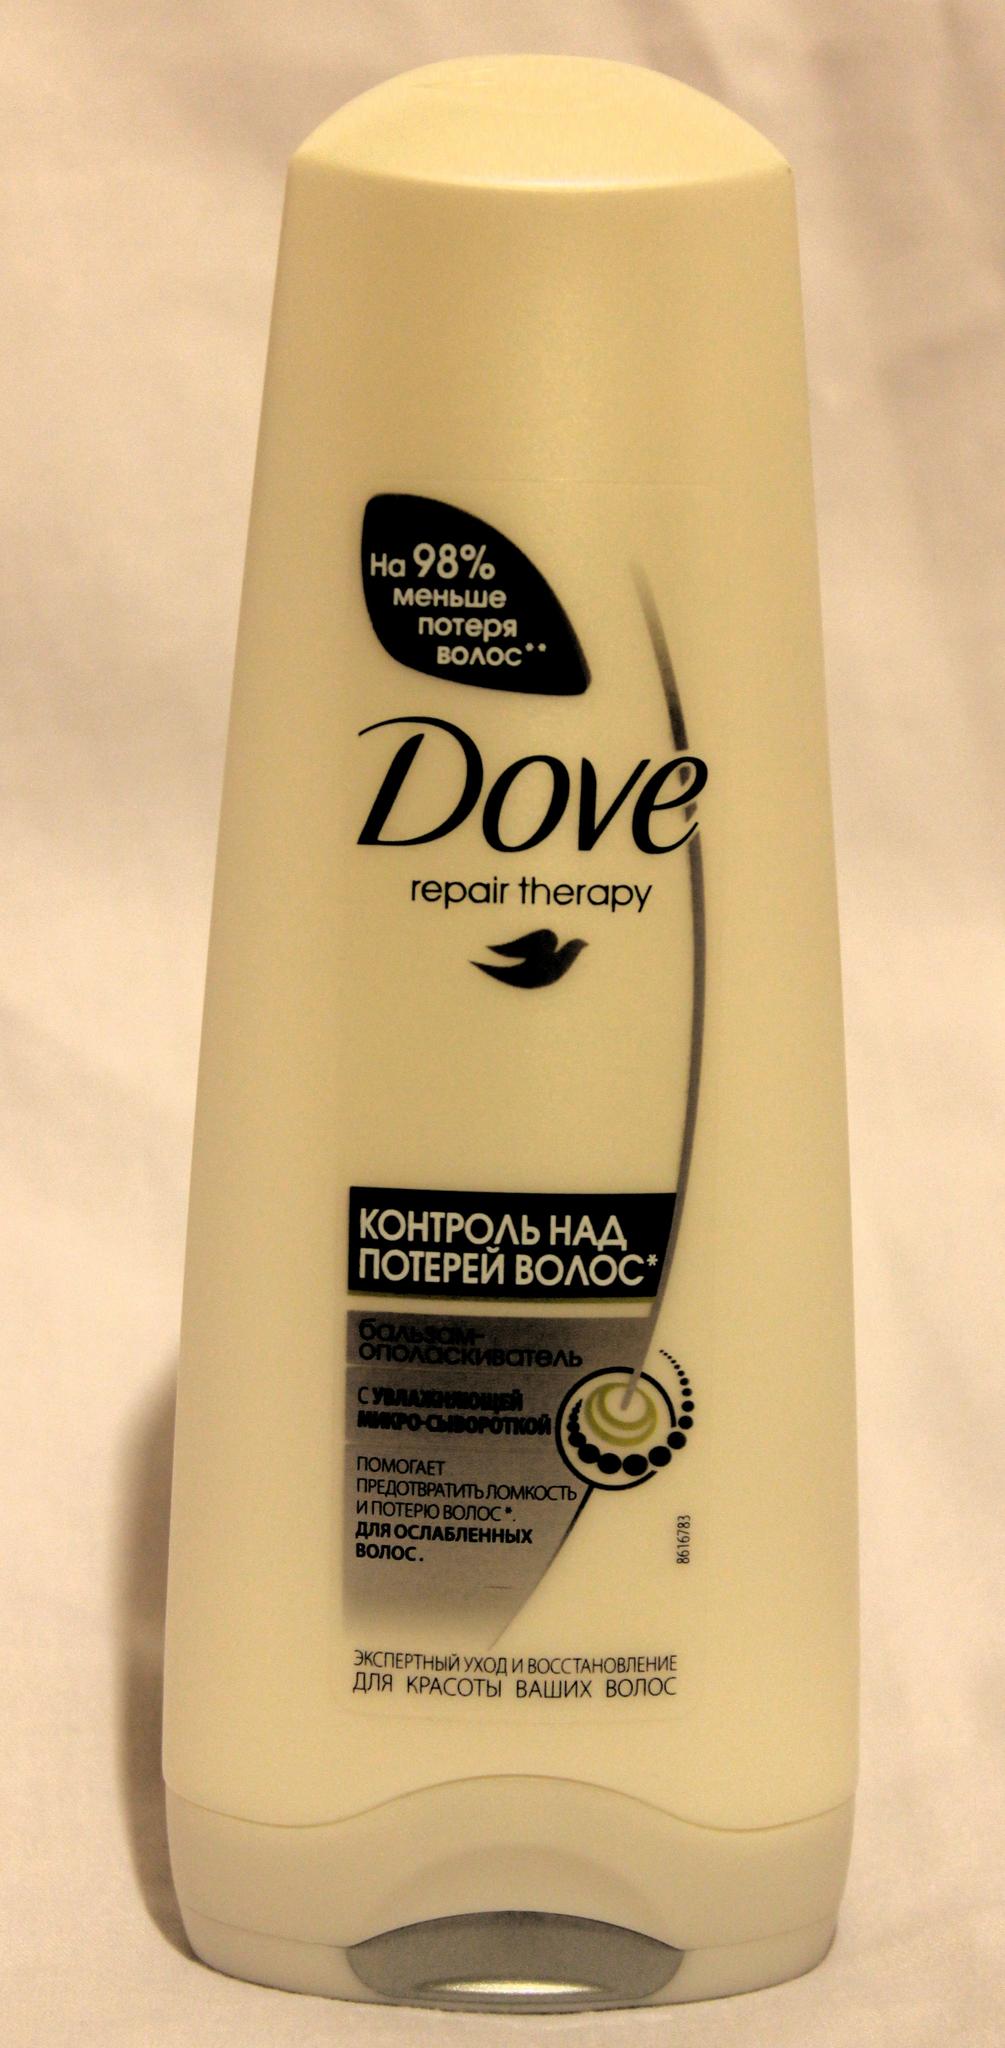 На 98%
меньше
потеря
волос**
Dove
repair therapy
КОНТРОЛЬ НАД
ПОТЕРЕЙ ВОЛОС*
бальзам-
ополаскиватель
С УВЛАЖНЯЮЩЕЙ
МИКРО-СЫВОРОТКОЙ
ПОМОГАЕТ
ПРЕДОТВРАТИТЬ ЛОМКОСТЬ
И ПОТЕРЮ ВОЛОС*.
ДЛЯ ОСЛАБЛЕННЫХ
ВОЛОС.
8616783
ЭКСПЕРТНЫЙ УХОД И ВОССТАНОВЛЕНИЕ
ДЛЯ КРАСОТЫ ВАШИХ ВОЛОС